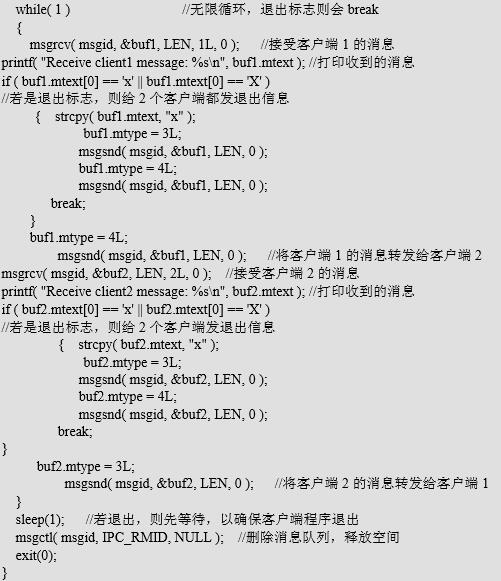 while( 1 ) //无限循环，退出标志则会 break
{
msgrcv( msgid, &buf1, LEN, 1L, 0 ); //接受客户端 1 的消息
printf( "Receive client1 message: %s\n", buf1.mtext ); //打印收到的消息
if ( buf1.mtext[0] == 'x' || buf1.mtext[0] == 'X' )
//若是退出标志，则给 2 个客户端都发退出信息
{ strcpy( buf1.mtext, "x" );
buf1.mtype = 3L;
msgsnd( msgid, &buf1, LEN, 0 );
buf1.mtype = 4L;
msgsnd( msgid, &buf1, LEN, 0 );
break;
}
buf1.mtype = 4L;
msgsnd( msgid, &buf1, LEN, 0 ); //将客户端 1 的消息转发给客户端 2
msgrcv( msgid, &buf2, LEN, 2L, 0 ); //接受客户端 2 的消息
printf( "Receive client2 message: %s\n", buf2.mtext ); //打印收到的消息
if ( buf2.mtext[0] == 'x' || buf2.mtext[0] == 'X' )
//若是退出标志，则给 2 个客户端发退出信息
{ strcpy( buf2.mtext, "x" );
buf2.mtype = 3L;
msgsnd( msgid, &buf2, LEN, 0 );
buf2.mtype = 4L;
msgsnd( msgid, &buf2, LEN, 0 );
break;
}
buf2.mtype = 3L;
msgsnd( msgid, &buf2, LEN, 0 ); //将客户端 2 的消息转发给客户端 1
}
sleep(1); //若退出，则先等待，以确保客户端程序退出
msgctl( msgid, IPC_RMID, NULL ); //删除消息队列，释放空间
exit(0);
}